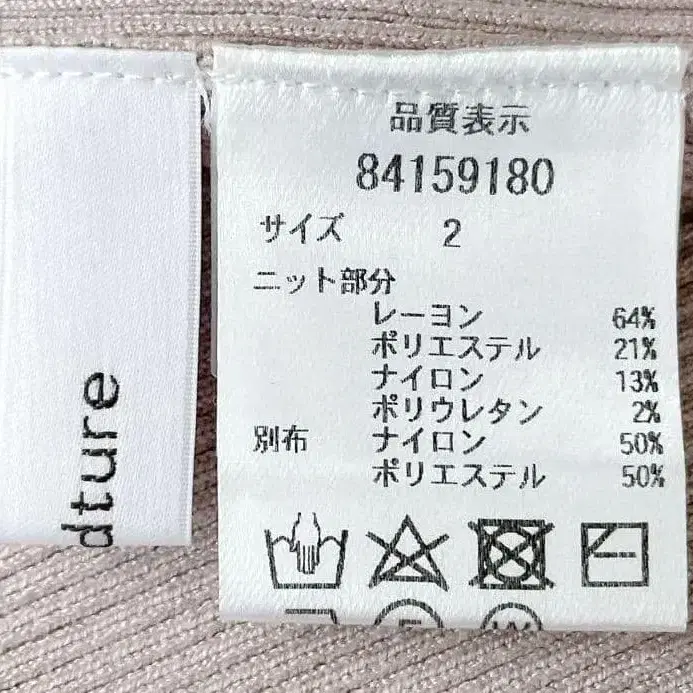 品質表示
84159180
サイズ 2
ニット部分
レーヨン 64%
ポリエステル 21%
ナイロン 13%
ポリウレタン 2%
別布 ナイロン 50%
ポリエステル 50%
dture